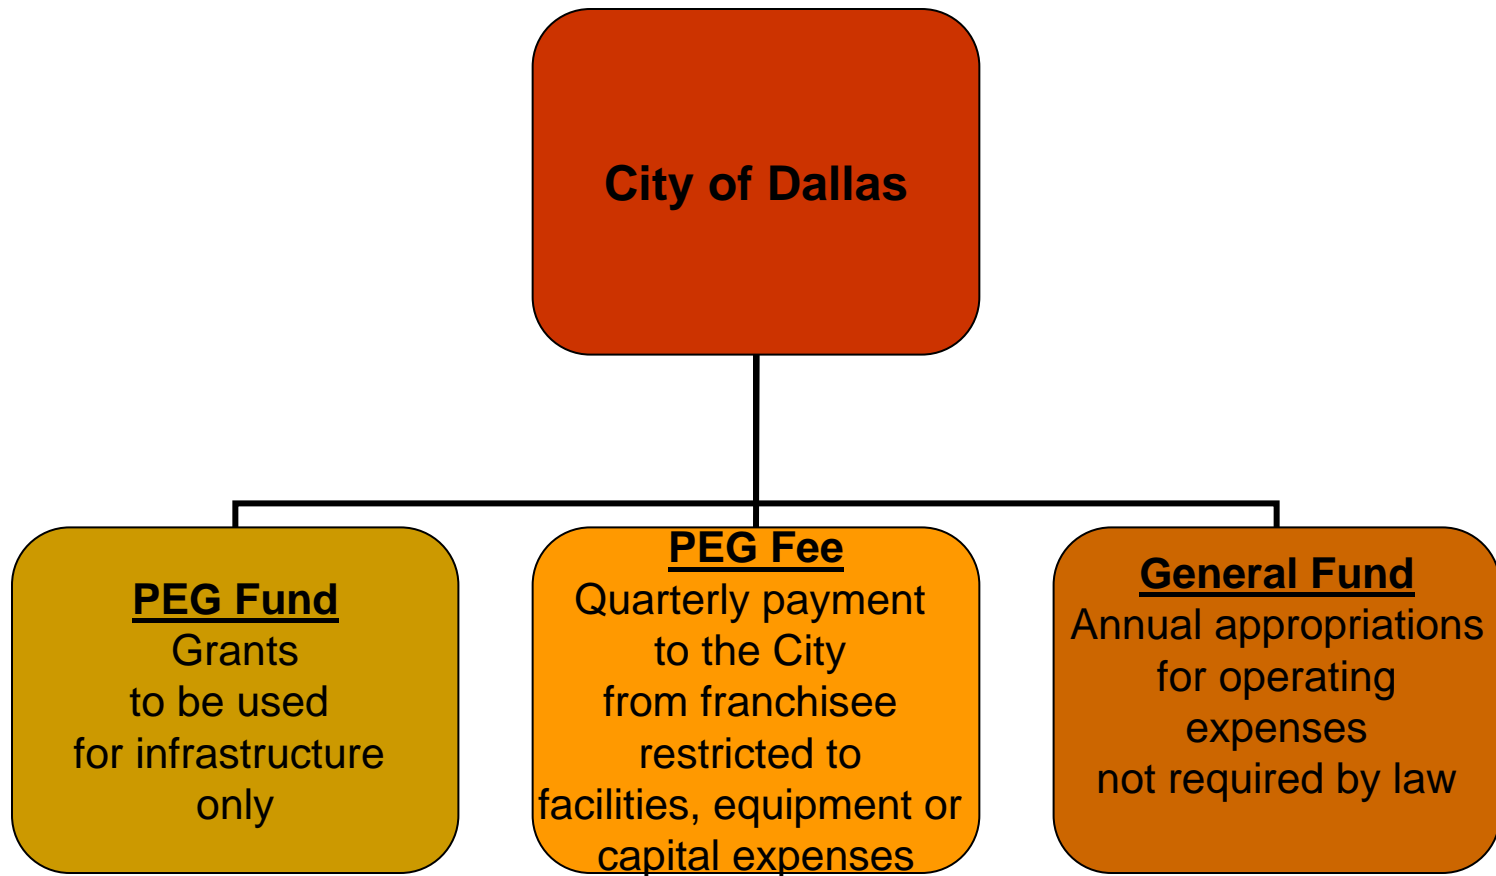 City of Dallas
PEG Fund
Grants
to be used
for infrastructure
only
PEG Fee
Quarterly payment
to the City
from franchisee
restricted to
facilities, equipment or
capital expenses
General Fund
Annual appropriations
for operating
expenses
not required by law